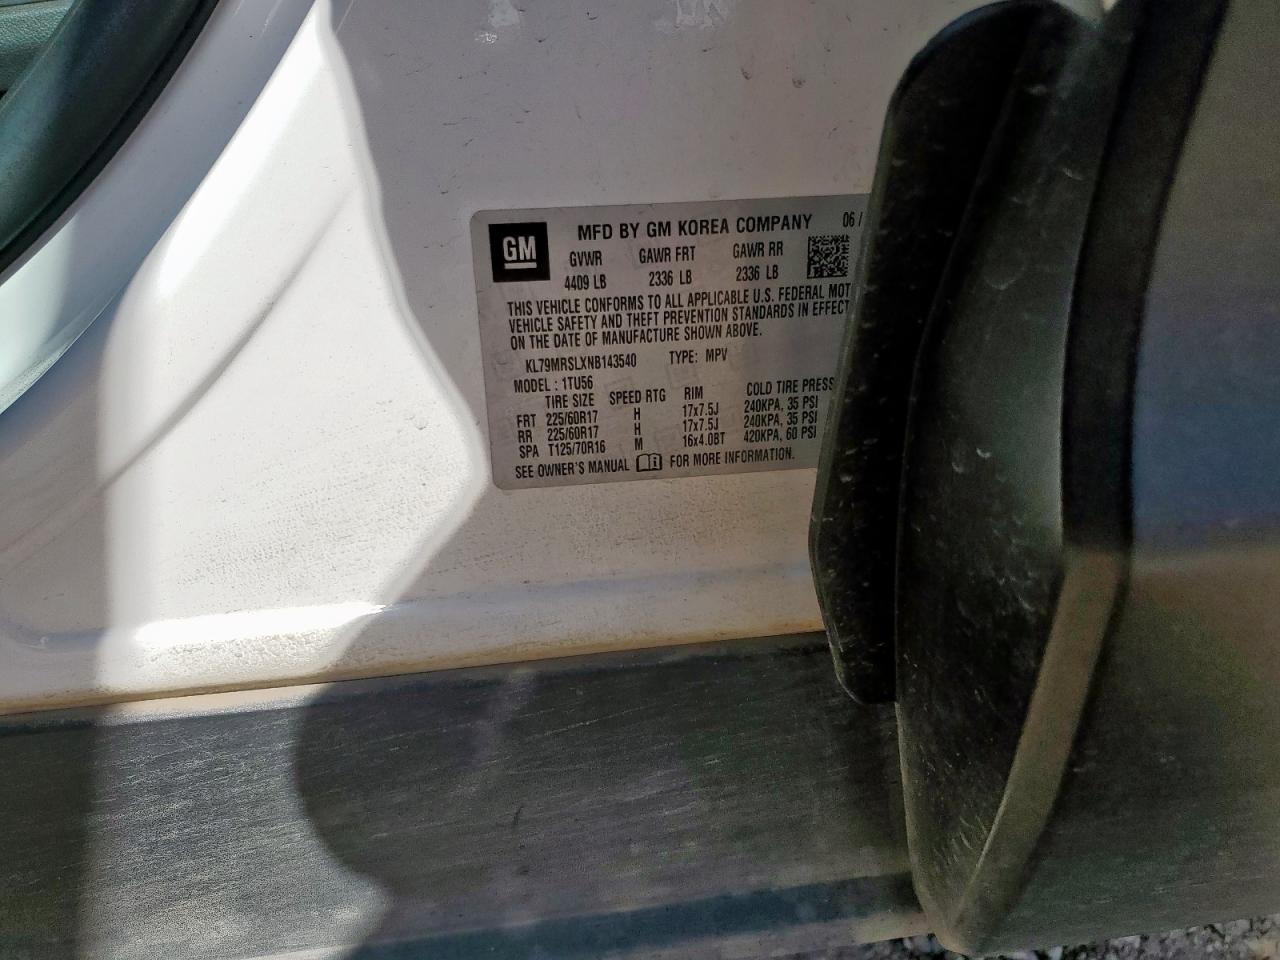 GM
MFD BY GM KOREA COMPANY 06 /
GVWR GAWR FRT GAWR RR
4409 LB 2336 LB 2336 LB
THIS VEHICLE CONFORMS TO ALL APPLICABLE U.S. FEDERAL MOT
VEHICLE SAFETY AND THEFT PREVENTION STANDARDS IN EFFECT
ON THE DATE OF MANUFACTURE SHOWN ABOVE.
KL79MRSLXNB143540 TYPE: MPV
MODEL : 1TU56
TIRE SIZE SPEED RTG RIM COLD TIRE PRESS
FRT 225/60R17 H 17x7.5J 240KPA, 35 PSI
RR 225/60R17 H 17x7.5J 240KPA, 35 PSI
SPA T125/70R16 M 16x4.0BT 420KPA, 60 PSI
SEE OWNER'S MANUAL FOR MORE INFORMATION.